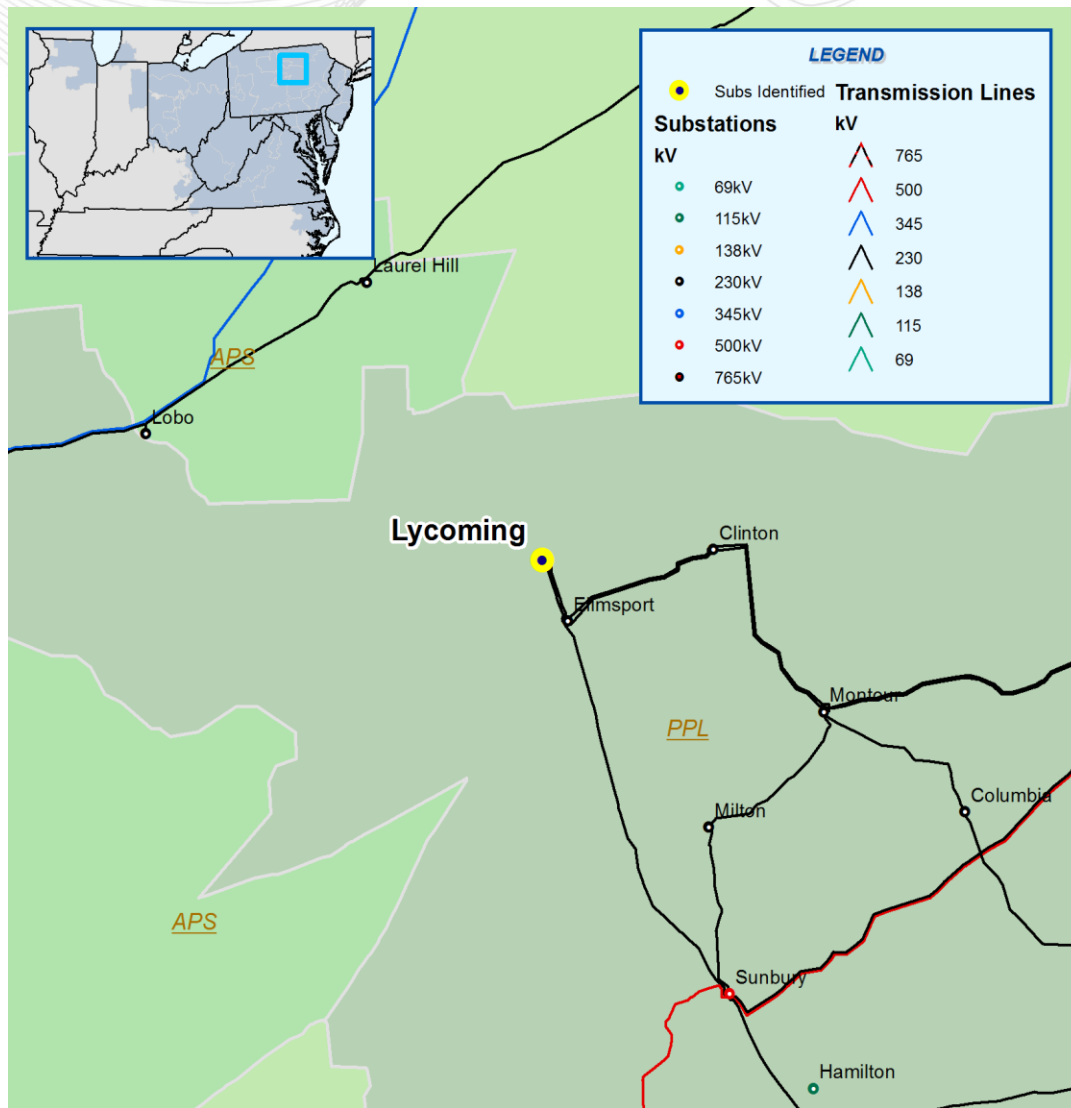 LEGEND
Subs Identified
Substations
kV
69kV
115kV
138kV
230kV
345kV
500kV
765kV
Transmission Lines
kV
765
500
345
230
138
115
69
Laurel Hill
APS
Lobo
Lycoming
Clinton
Elimsport
Montour
PPL
Columbia
Milton
APS
Sunbury
Hamilton